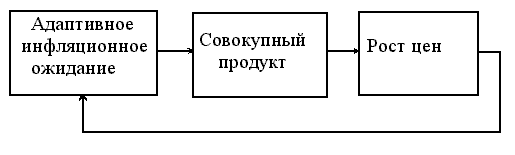 Адаптивное
инфляционное
ожидание
Совокупный
продукт
Рост цен